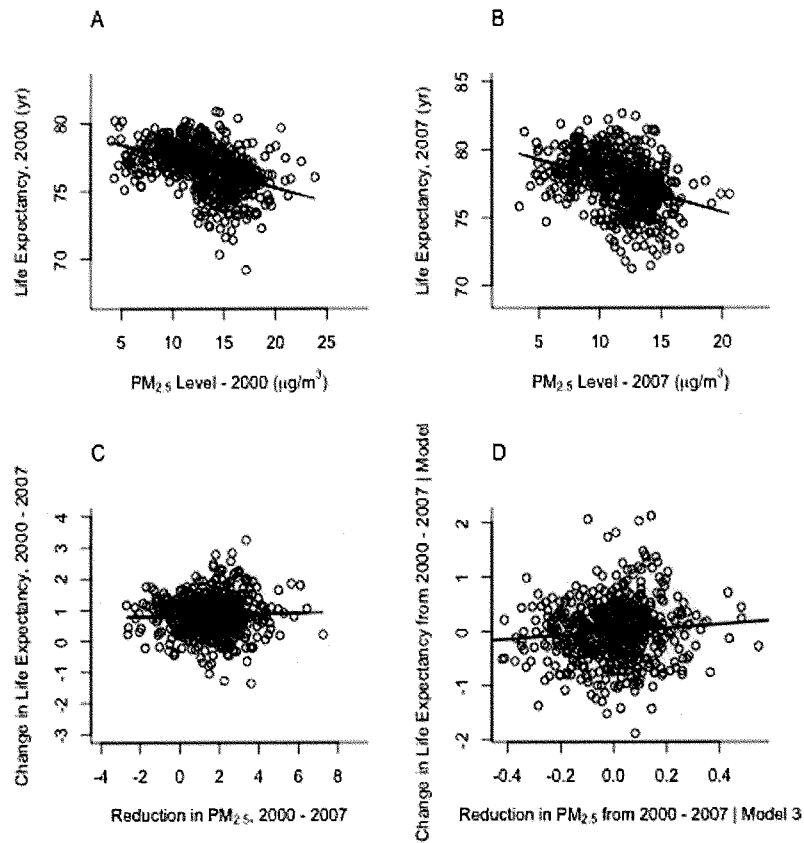 A
Life Expectancy, 2000 (yr)
80
75
70
5 10 15 20 25
PM2.5 Level - 2000 (μg/m3)
B
Life Expectancy, 2007 (yr)
85
80
75
70
5 10 15 20
PM2.5 Level - 2007 (μg/m3)
C
Change in Life Expectancy, 2000 - 2007
4
3
2
1
0
-1
-2
-3
-4 -2 0 2 4 6 8
Reduction in PM2.5, 2000 - 2007
D
Change in Life Expectancy from 2000 - 2007 | Model
2
1
0
-1
-2
-0.4 -0.2 0.0 0.2 0.4
Reduction in PM2.5 from 2000 - 2007 | Model 3